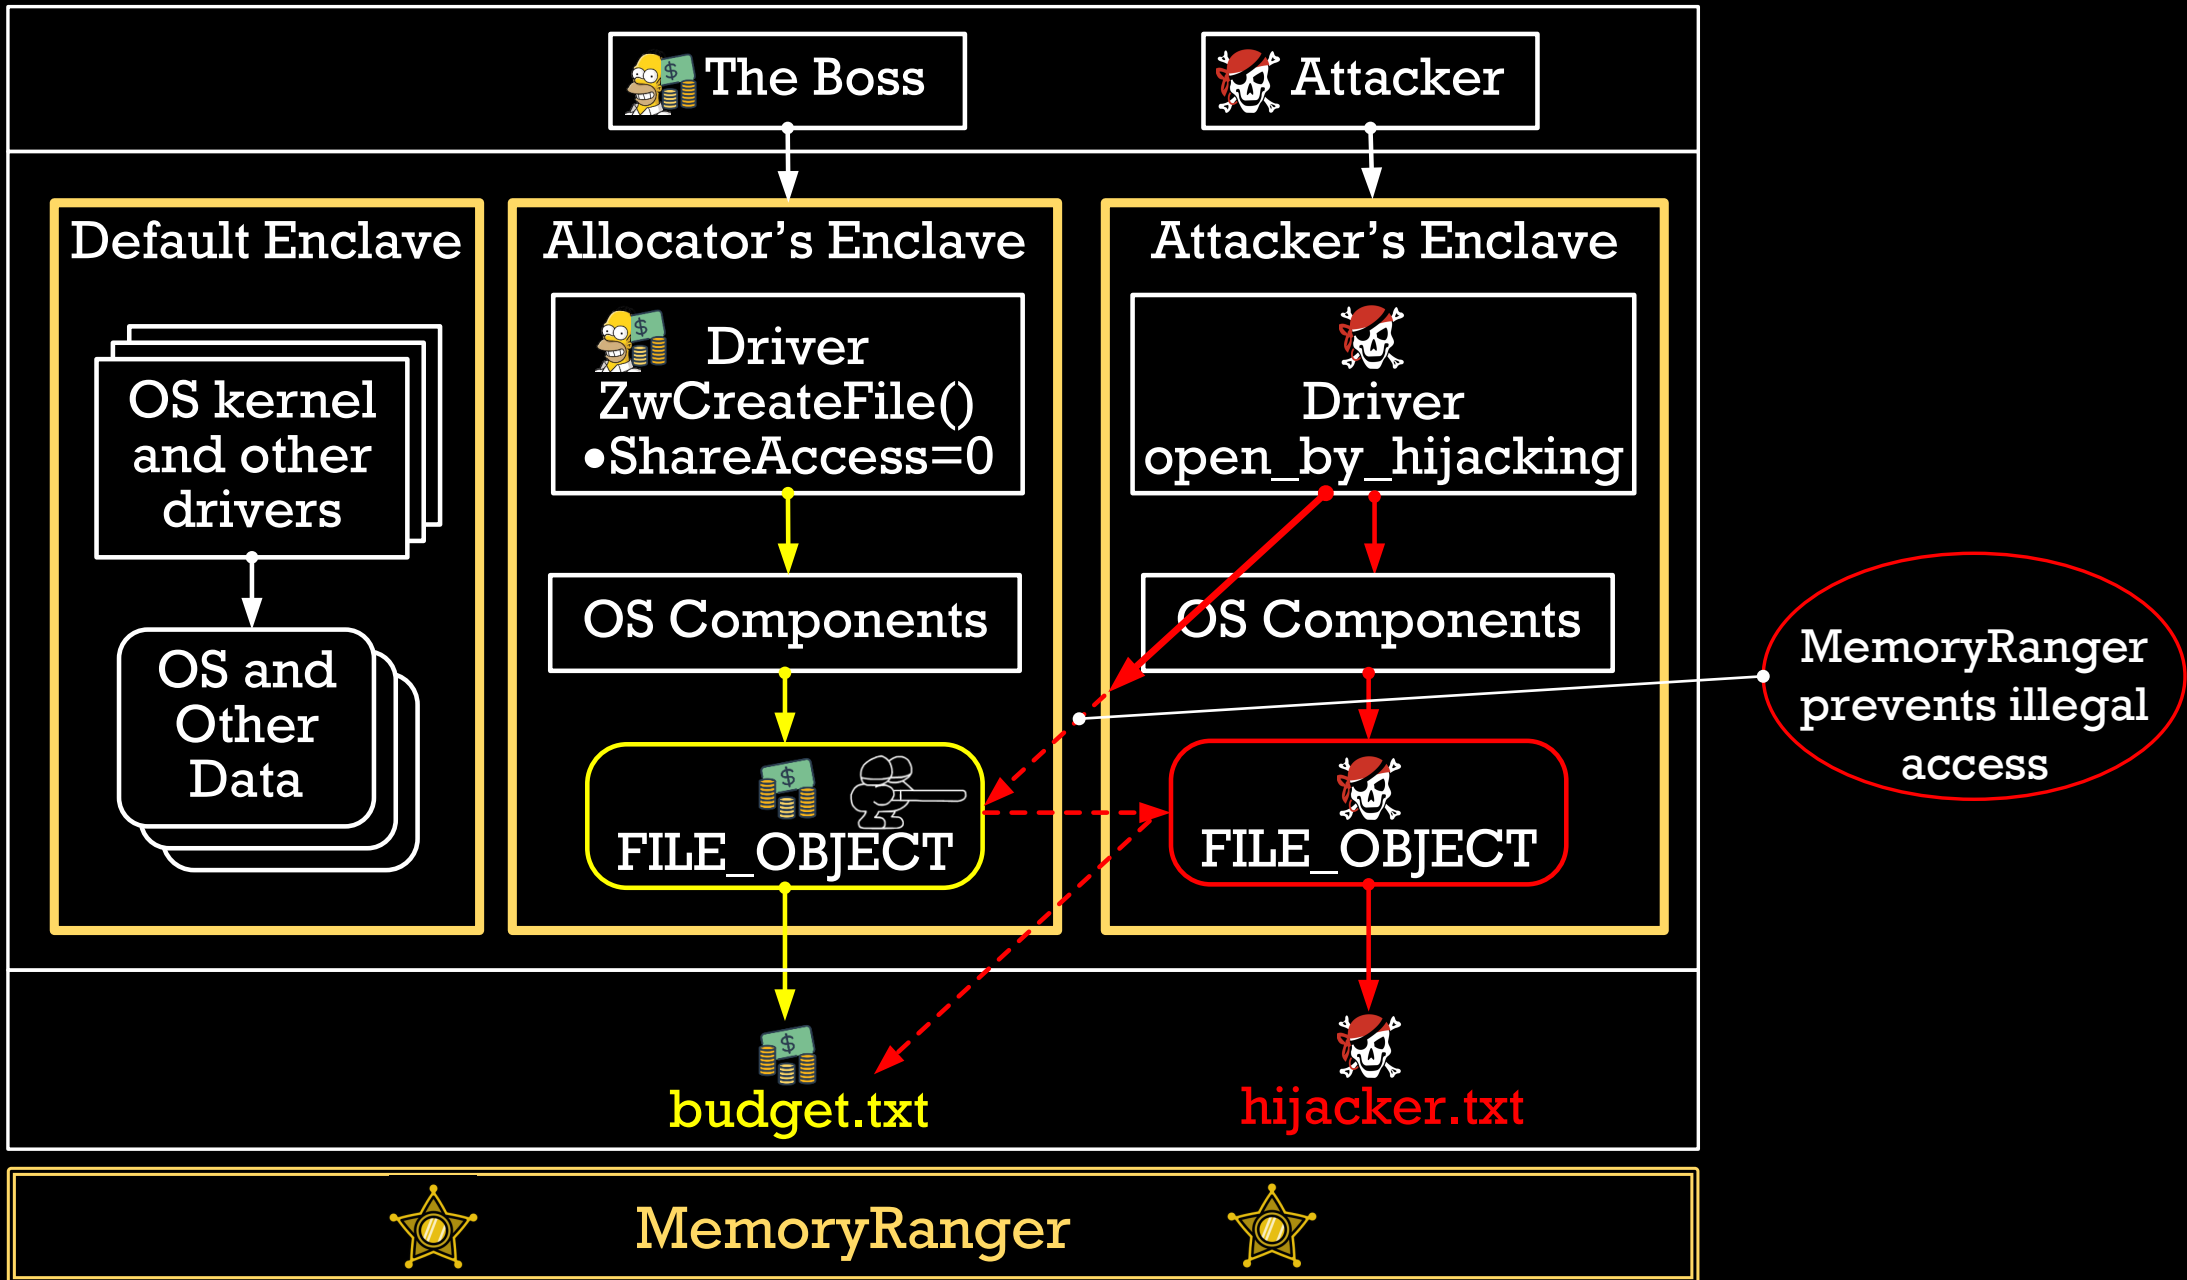 The Boss
Attacker
Default Enclave
OS kernel
and other
drivers
OS and
Other
Data
Allocator’s Enclave
Driver
ZwCreateFile()
•ShareAccess=0
OS Components
FILE_OBJECT
budget.txt
Attacker’s Enclave
Driver
open_by_hijacking
OS Components
FILE_OBJECT
hijacker.txt
MemoryRanger
prevents illegal
access
MemoryRanger